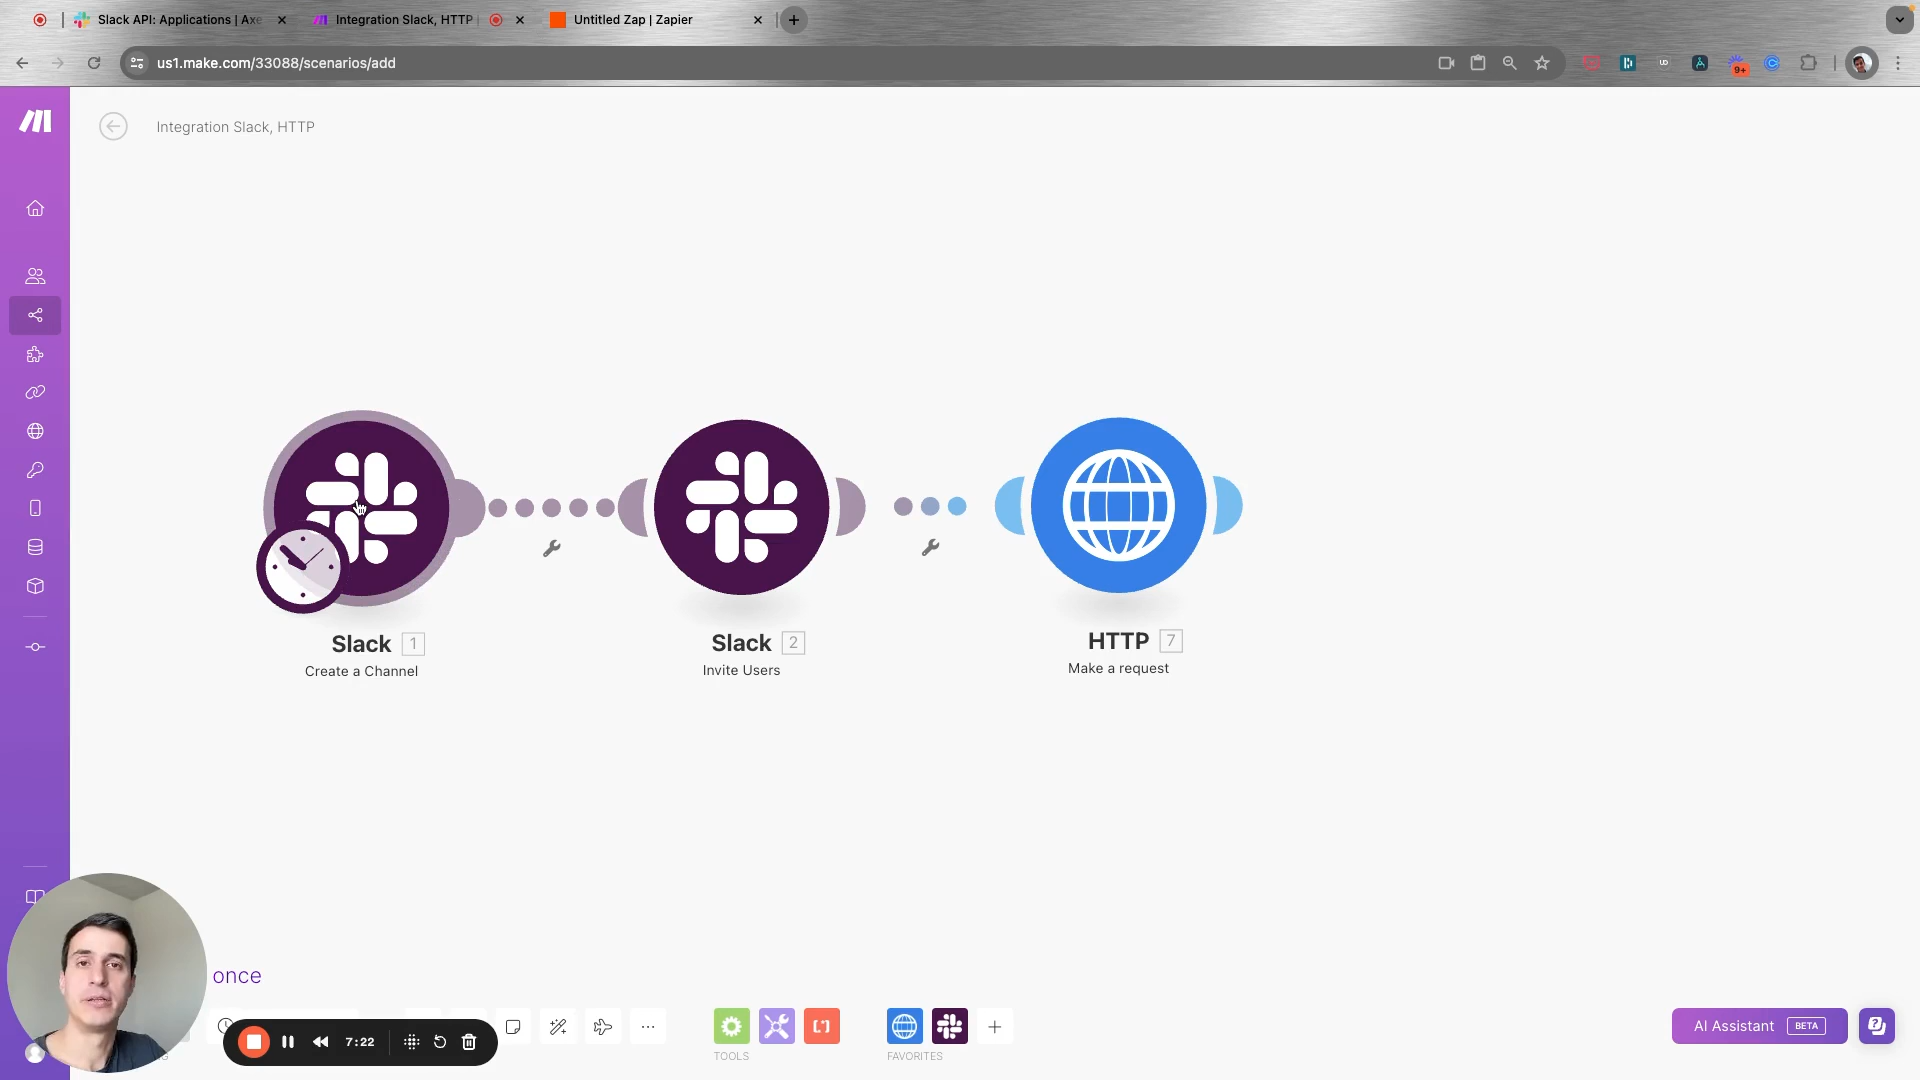 Slack API: Applications | Axe
Integration Slack, HTTP
Untitled Zap | Zapier
us1.make.com/33088/scenarios/add
UD
9+
Integration Slack, HTTP
Slack 1
Create a Channel
Slack 2
Invite Users
HTTP 7
Make a request
once
7:22
TOOLS
FAVORITES
AI Assistant BETA